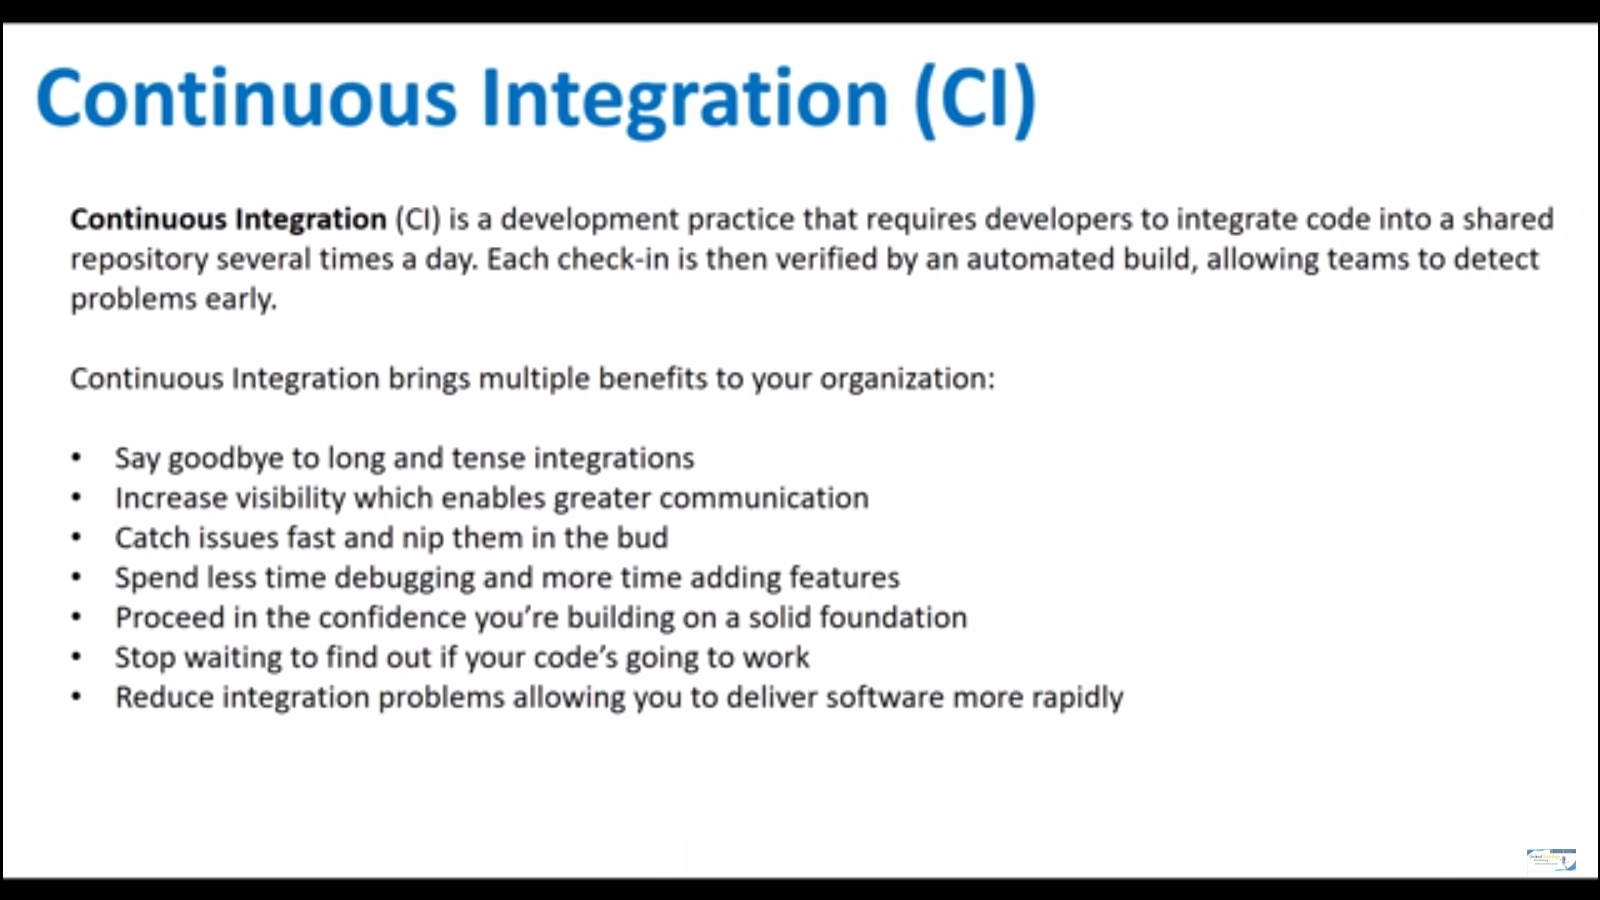 Continuous Integration (CI)
Continuous Integration (CI) is a development practice that requires developers to integrate code into a shared
repository several times a day. Each check-in is then verified by an automated build, allowing teams to detect
problems early.
Continuous Integration brings multiple benefits to your organization:
• Say goodbye to long and tense integrations
• Increase visibility which enables greater communication
• Catch issues fast and nip them in the bud
• Spend less time debugging and more time adding features
• Proceed in the confidence you’re building on a solid foundation
• Stop waiting to find out if your code’s going to work
• Reduce integration problems allowing you to deliver software more rapidly